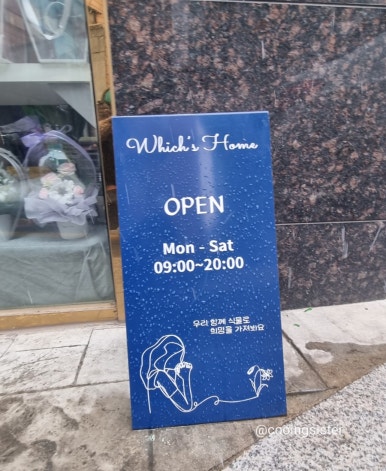 Which's Home
OPEN
Mon - Sat
09:00~20:00
우리 함께 식물로
희망을 가져봐요